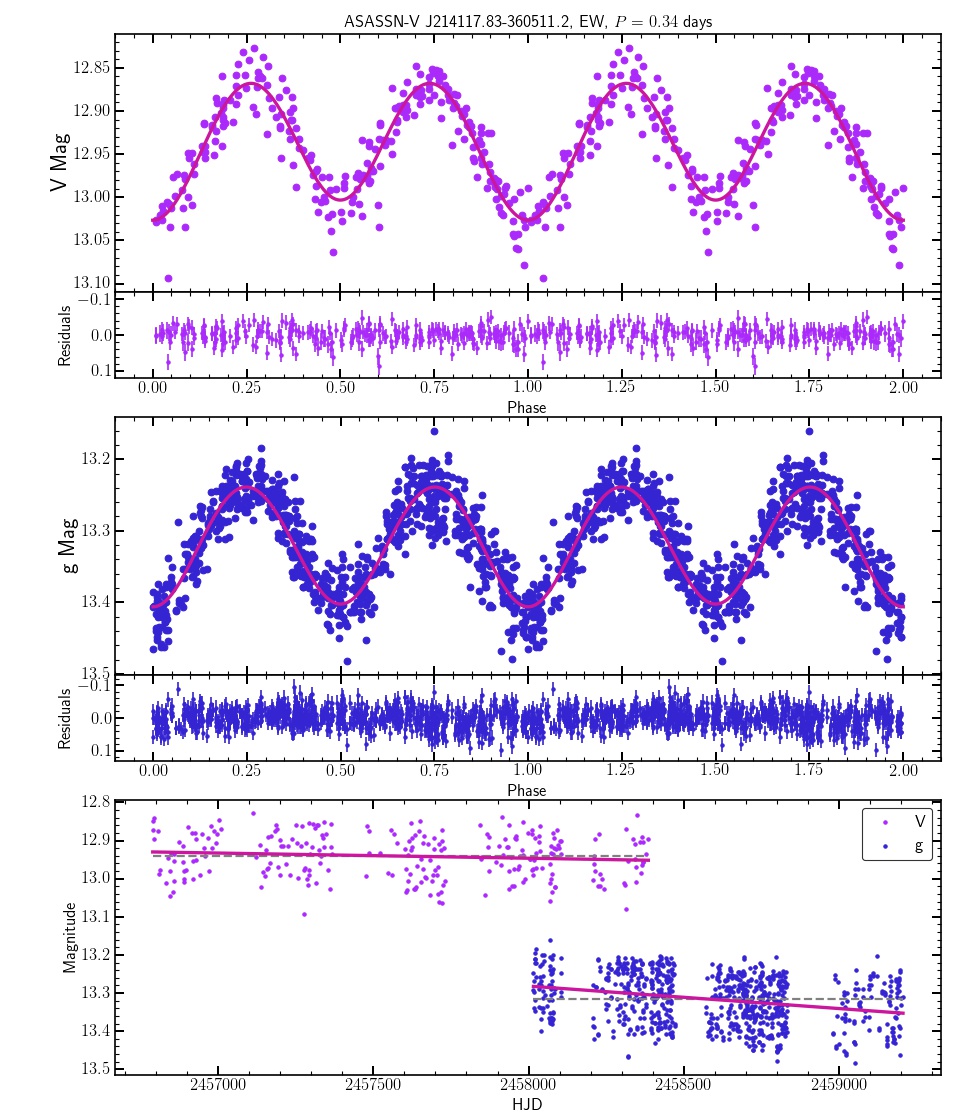 ASASSN-V J214117.83-360511.2, EW, P = 0.34 days
V Mag
12.85
12.90
12.95
13.00
13.05
13.10
Residuals
−0.1
0.0
0.1
0.00 0.25 0.50 0.75 1.00 1.25 1.50 1.75 2.00
Phase
g Mag
13.2
13.3
13.4
13.5
Residuals
−0.1
0.0
0.1
0.00 0.25 0.50 0.75 1.00 1.25 1.50 1.75 2.00
Phase
Magnitude
12.8
12.9
13.0
13.1
13.2
13.3
13.4
13.5
V
g
2457000 2457500 2458000 2458500 2459000
HJD